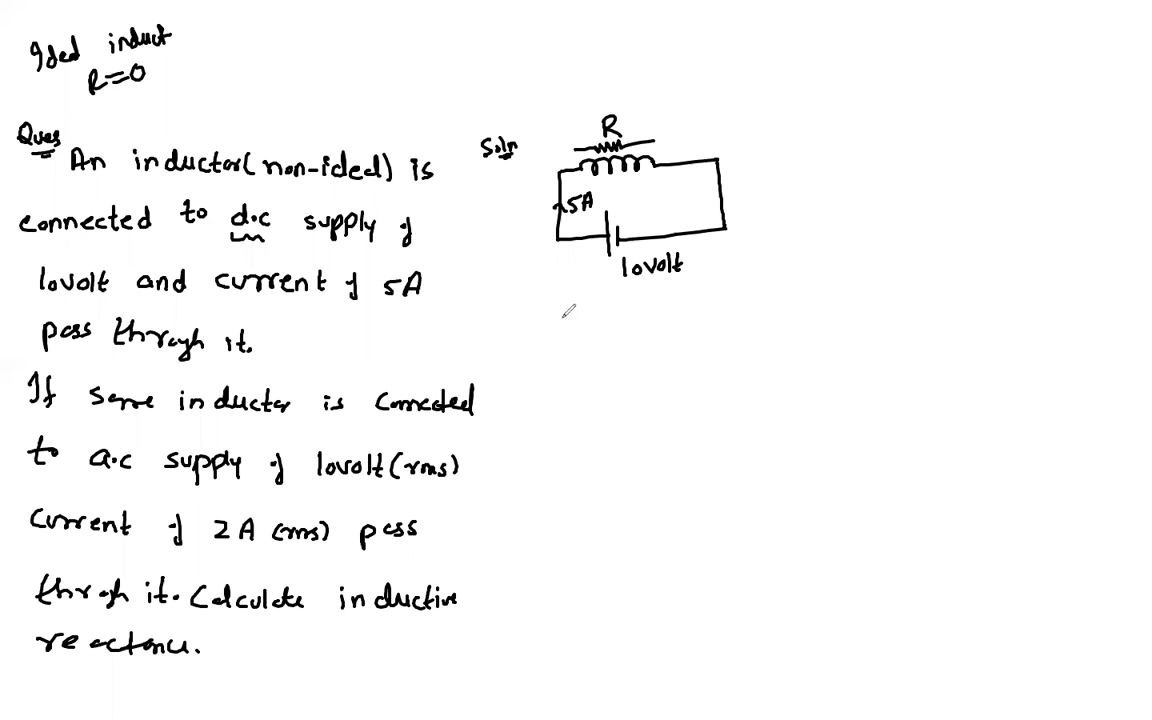 Ideal induct
R=0
Ques
An inductor (non-ideal) is
connected to d.c supply of
10volt and current of 5A
pass through it.
If same inductor is connected
to a.c supply of 10volt (rms)
current of 2A (rms) pass
through it. Calculate inductive
reactance.
Soln
R
5A
10volt